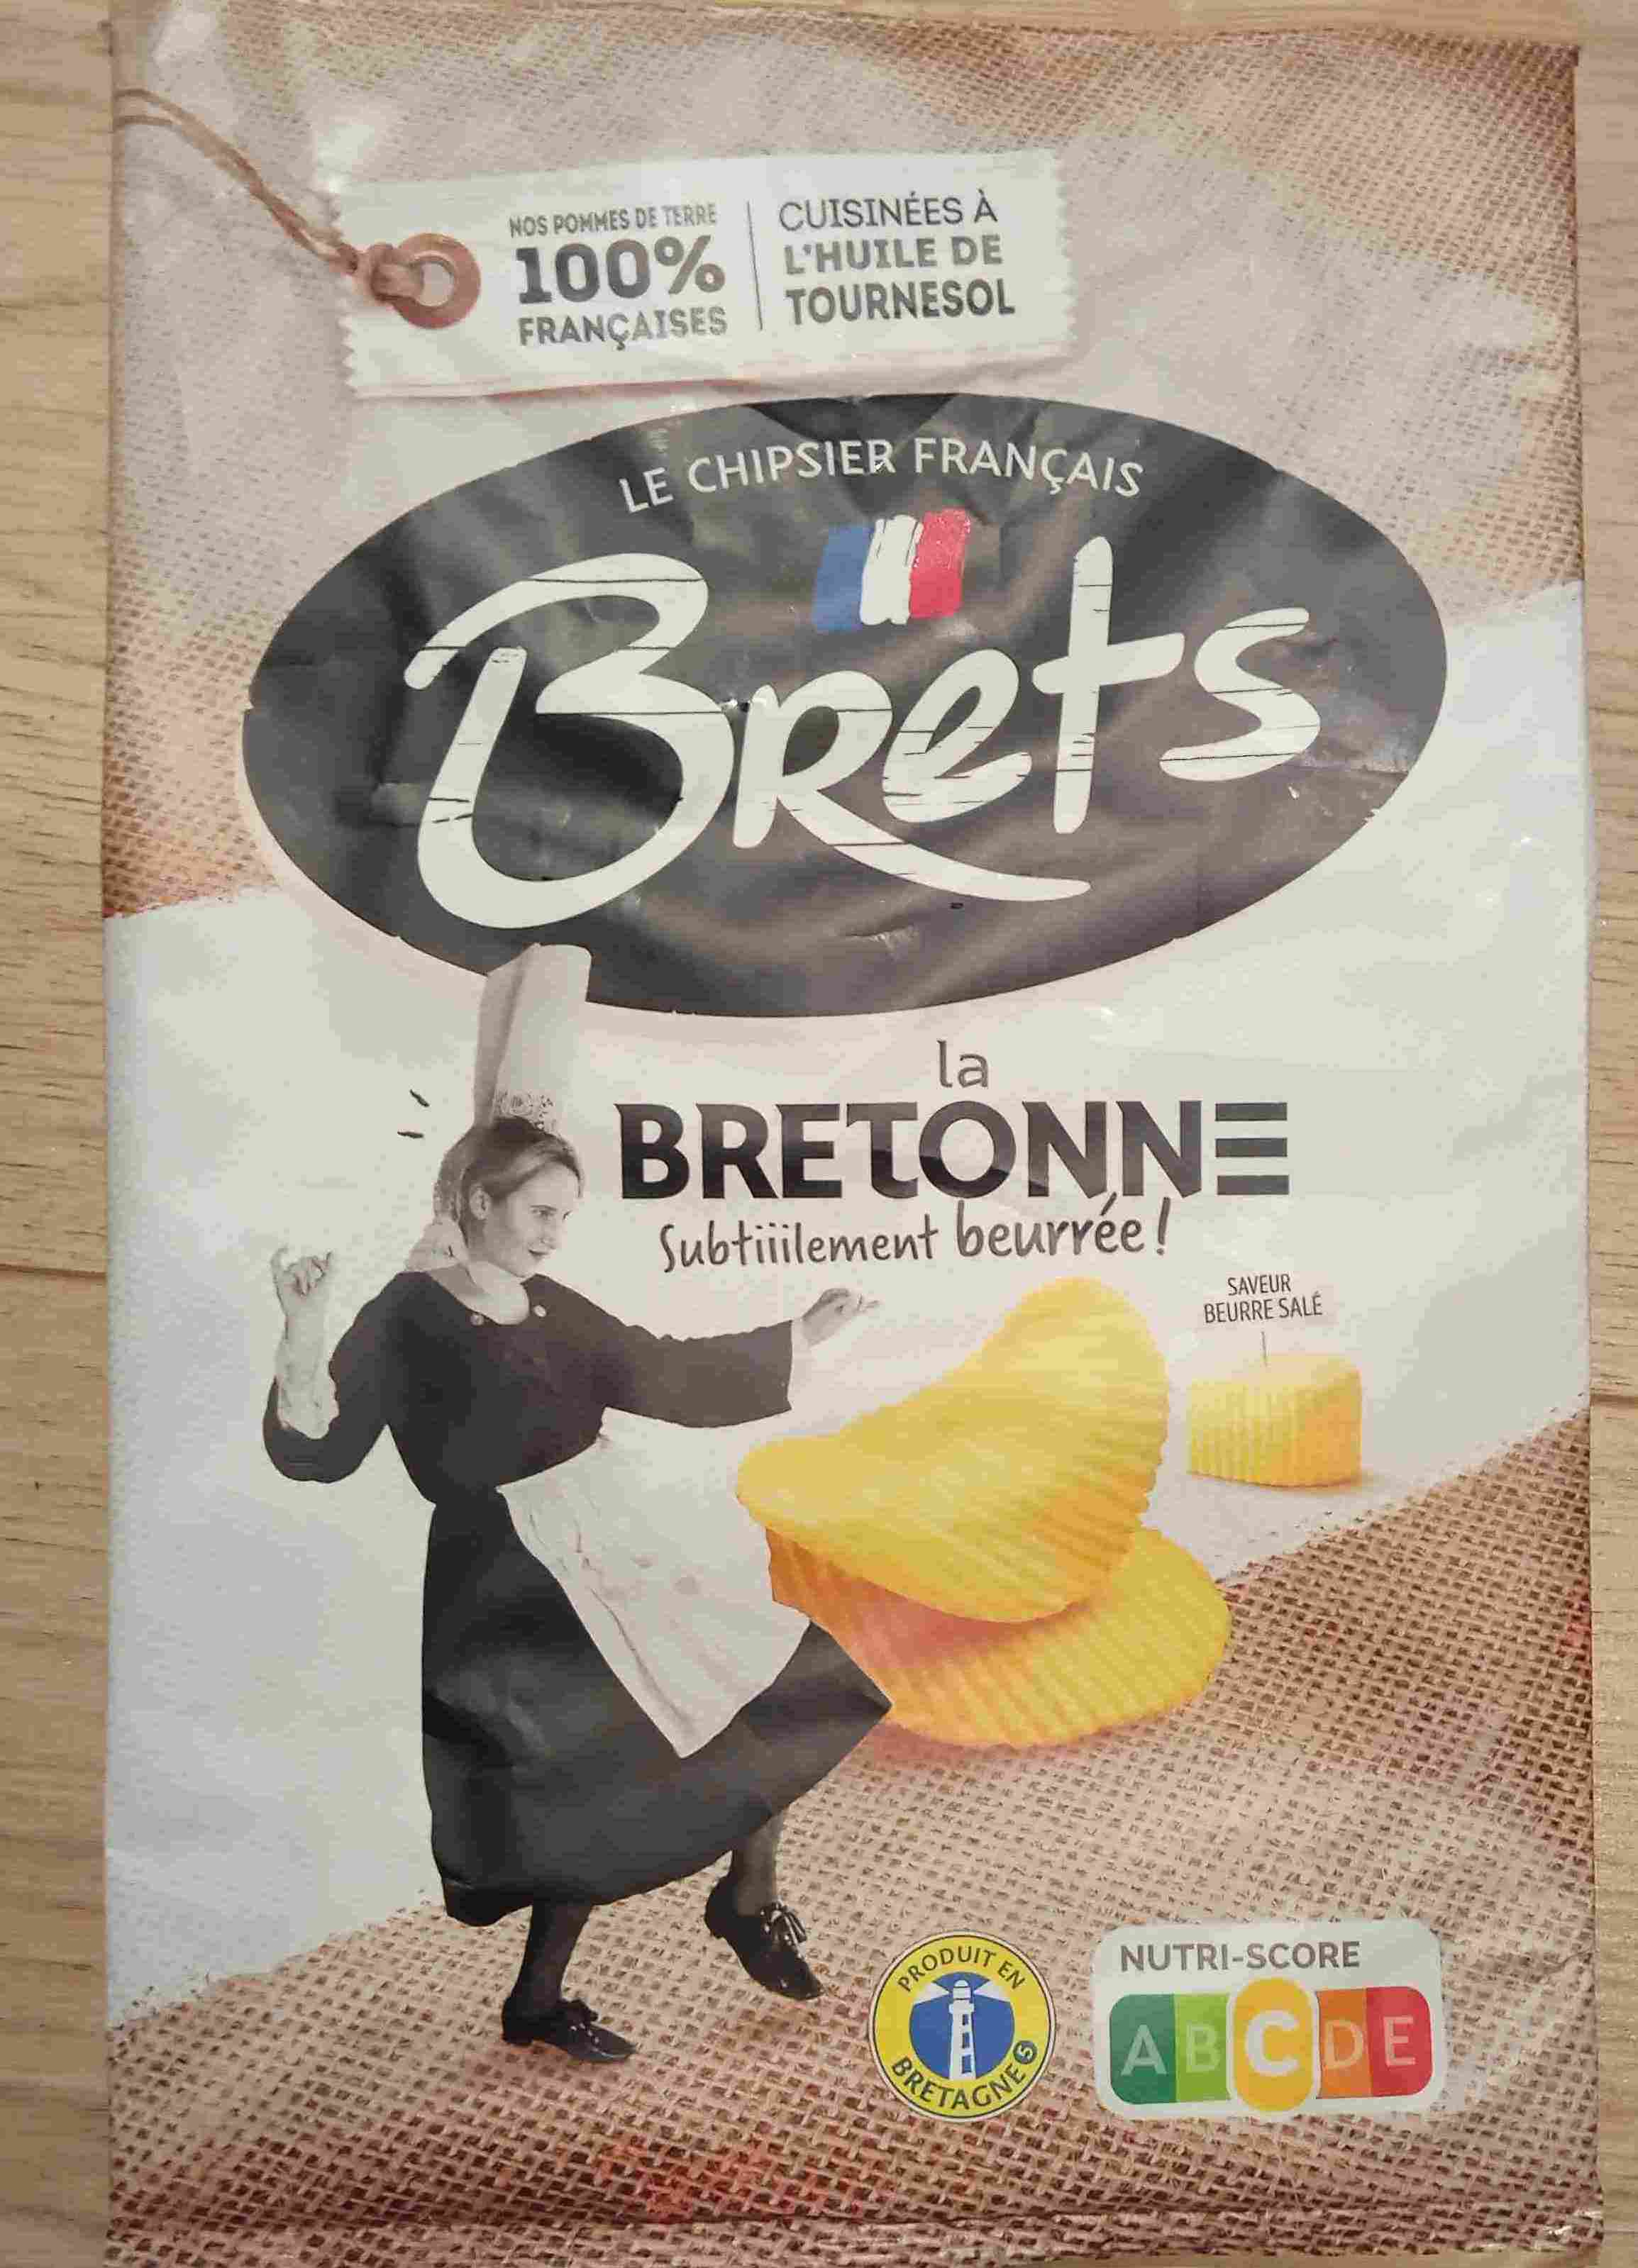 NOS POMMES DE TERRE
100%
FRANÇAISES
CUISINÉES À
L'HUILE DE
TOURNESOL
LE CHIPSIER FRANÇAIS
Brets
la
BRETONNE
Subtiiilement beurrée !
SAVEUR
BEURRE SALÉ
PRODUIT EN
BRETAGNE
NUTRI-SCORE
A B C D E